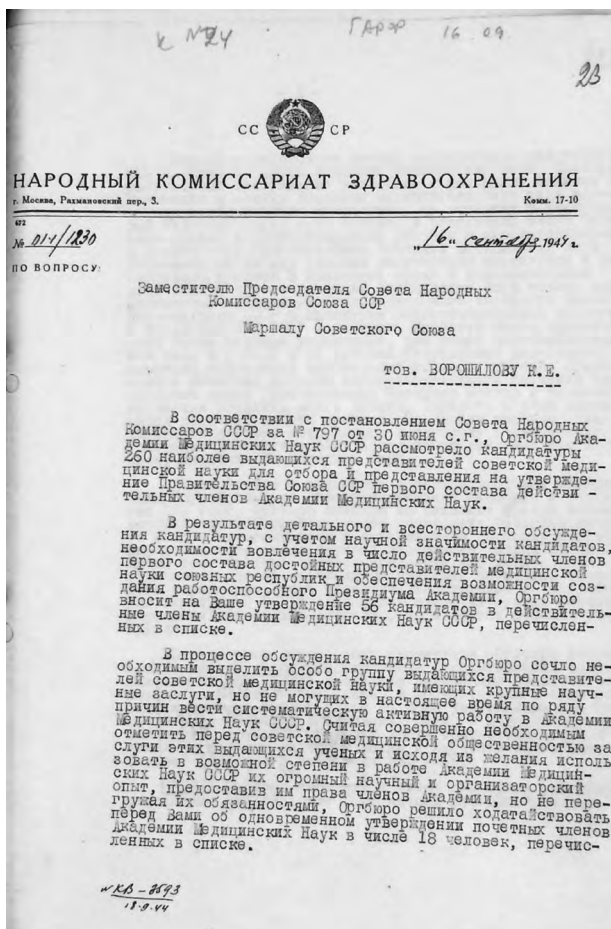 к №24 ГАРФ 16 09
23
СС СР
НАРОДНЫЙ КОМИССАРИАТ ЗДРАВООХРАНЕНИЯ
г. Москва, Рахмановский пер., 3. Комм. 17-10
472
№ 011/1230 „16“ сентября 1944 г.
ПО ВОПРОСУ:
Заместителю Председателя Совета Народных
Комиссаров Союза ССР
Маршалу Советского Союза
тов. ВОРОШИЛОВУ К.Е.
В соответствии с постановлением Совета Народных
Комиссаров СССР за № 797 от 30 июня с.г., Оргбюро Ака-
демии Медицинских Наук СССР рассмотрело кандидатуры
260 наиболее выдающихся представителей советской меди-
цинской науки для отбора и представления на утвержде-
ние Правительства Союза ССР первого состава действи -
тельных членов Академии Медицинских Наук.
В результате детального и всестороннего обсужде-
ния кандидатур, с учетом научной значимости кандидатов,
необходимости вовлечения в число действительных членов
первого состава достойных представителей медицинской
науки союзных республик и обеспечения возможности соз-
дания работоспособного Президиума Академии, Оргбюро
вносит на Ваше утверждение 56 кандидатов в действитель-
ные члены Академии Медицинских Наук СССР, перечислен-
ных в списке.
В процессе обсуждения кандидатур Оргбюро сочло не-
обходимым выделить особо группу выдающихся представите-
лей советской медицинской науки, имеющих крупные науч-
ные заслуги, но не могущих в настоящее время по ряду
причин вести систематическую активную работу в Академии
Медицинских Наук СССР. Считая совершенно необходимым
отметить перед советской медицинской общественностью за
слуги этих выдающихся ученых и исходя из желания исполь
зовать в возможной степени в работе Академии Медицин-
ских Наук СССР их огромный научный и организаторский
опыт, предоставив им права членов Академии, но не пере-
гружая их обязанностями, Оргбюро решило ходатайствовать
перед Вами об одновременном утверждении почетных членов
Академии Медицинских Наук в числе 18 человек, перечис-
ленных в списке.
КВ-3593
18-9-44